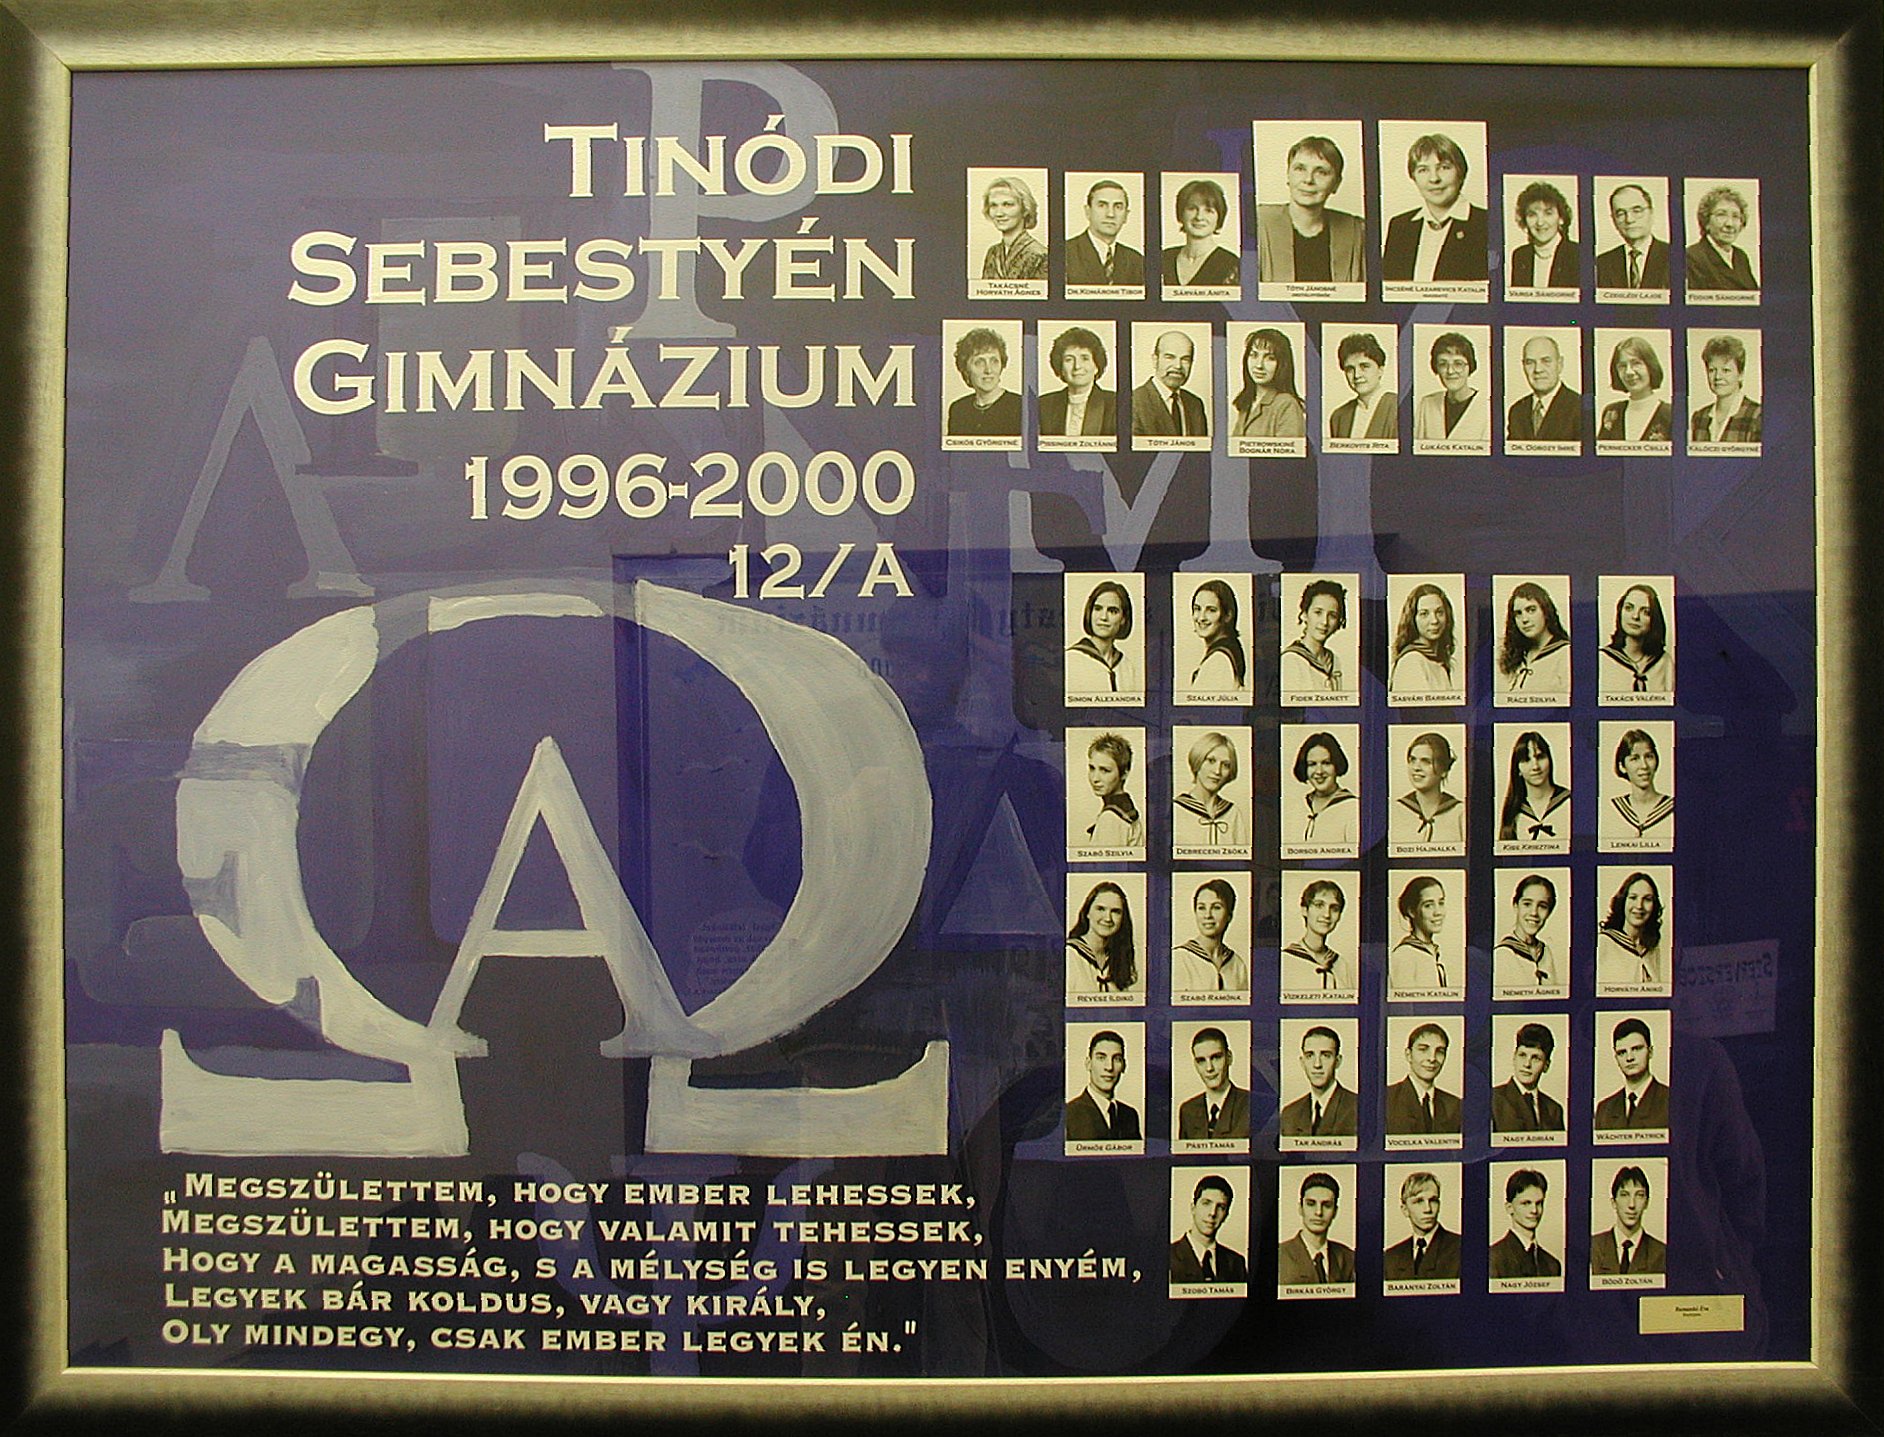 TINÓDI
SEBESTYÉN
GIMNÁZIUM
1996-2000
12/A
TAKÁCSNÉ
HORVÁTH ÁGNES
DR. KOMÁROMI TIBOR
SÁRVÁRI ANITA
TÓTH JÁNOSNÉ
IMCZÉNÉ LAZAREVICS KATALIN
VARGA SÁNDORNÉ
CZEGLÉDI LAJOS
FODOR SÁNDORNÉ
CSIKÓS GYÖRGYNÉ
PISSINGER ZOLTÁNNÉ
TÓTH JÁNOS
PIETROWSKINÉ
BOGNÁR NÓRA
BERKOVITS RITA
LUKÁCS KATALIN
DR. DOBOZY IMRE
PERNECKER CSILLA
KALÓCZI GYÖRGYNÉ
SIMON ALEXANDRA
SZALAY JÚLIA
FIDER ZSANETT
SASVÁRI BARBARA
RÁCZ SZILVIA
TAKÁCS VALÉRIA
SZABÓ SZILVIA
DEBRECENI ZSÓKA
BORSOS ANDREA
BOZI HAJNALKA
KISS KRISZTINA
LENKAI LILLA
RÉVÉSZ ILDIKÓ
SZABÓ RAMÓNA
VIZKELETI KATALIN
NÉMETH KATALIN
NÉMETH ÁGNES
HORVÁTH ANIKÓ
ÜRMÖS GÁBOR
PÁSTI TAMÁS
TAR ANDRÁS
VOCELKA VALENTIN
NAGY ADRIÁN
WÄCHTER PATRICK
SZOBÓ TAMÁS
BIRKÁS GYÖRGY
BARANYAI ZOLTÁN
NAGY JÓZSEF
BÖDŐ ZOLTÁN
„MEGSZÜLETTEM, HOGY EMBER LEHESSEK,
MEGSZÜLETTEM, HOGY VALAMIT TEHESSEK,
HOGY A MAGASSÁG, S A MÉLYSÉG IS LEGYEN ENYÉM,
LEGYEK BÁR KOLDUS, VAGY KIRÁLY,
OLY MINDEGY, CSAK EMBER LEGYEK ÉN."